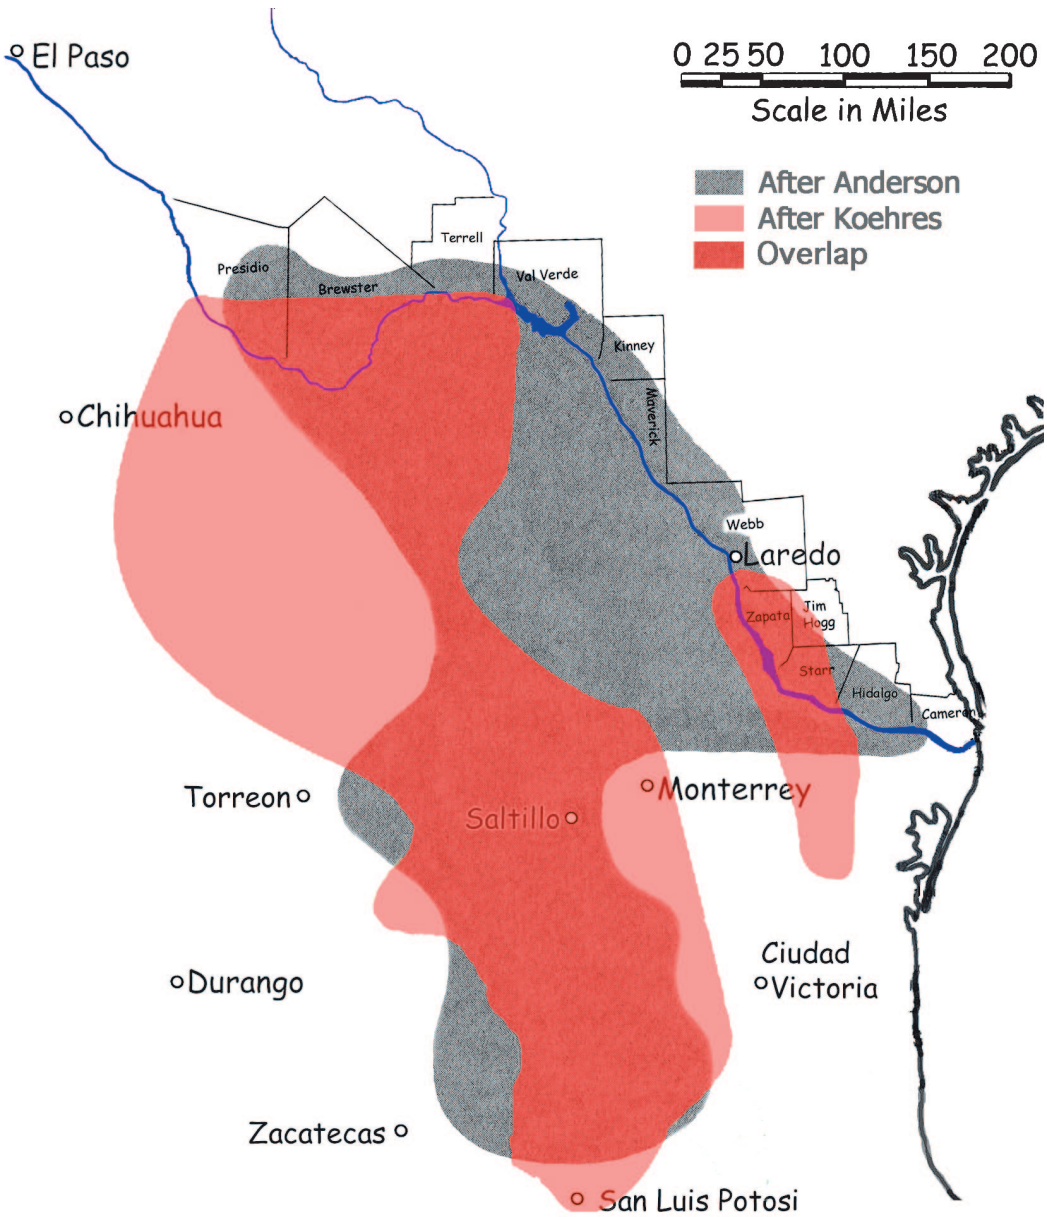 El Paso
0 25 50 100 150 200
Scale in Miles
After Anderson
After Koehres
Overlap
Terrell
Presidio
Brewster
Val Verde
Kinney
Maverick
Chihuahua
Webb
Laredo
Zapata
Jim
Hogg
Starr
Hidalgo
Cameron
Torreon
Monterrey
Saltillo
Durango
Ciudad
Victoria
Zacatecas
San Luis Potosi